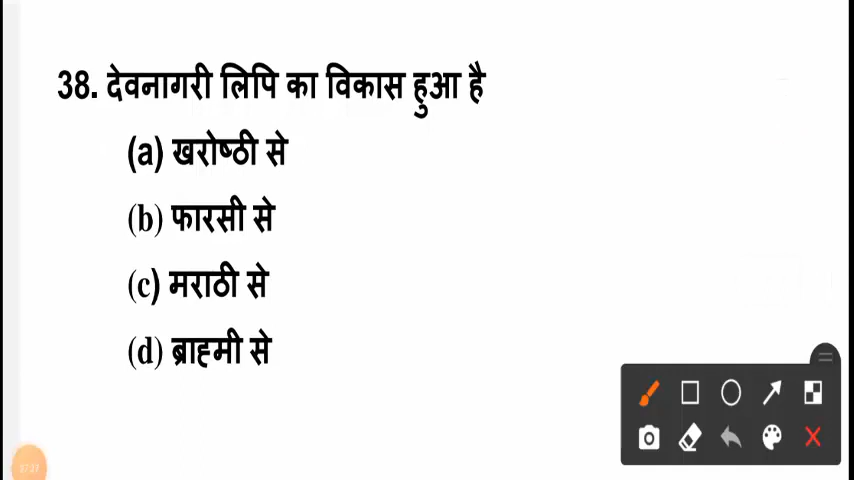 38. देवनागरी लिपि का विकास हुआ है
(a) खरोष्ठी से
(b) फारसी से
(c) मराठी से
(d) ब्राह्मी से